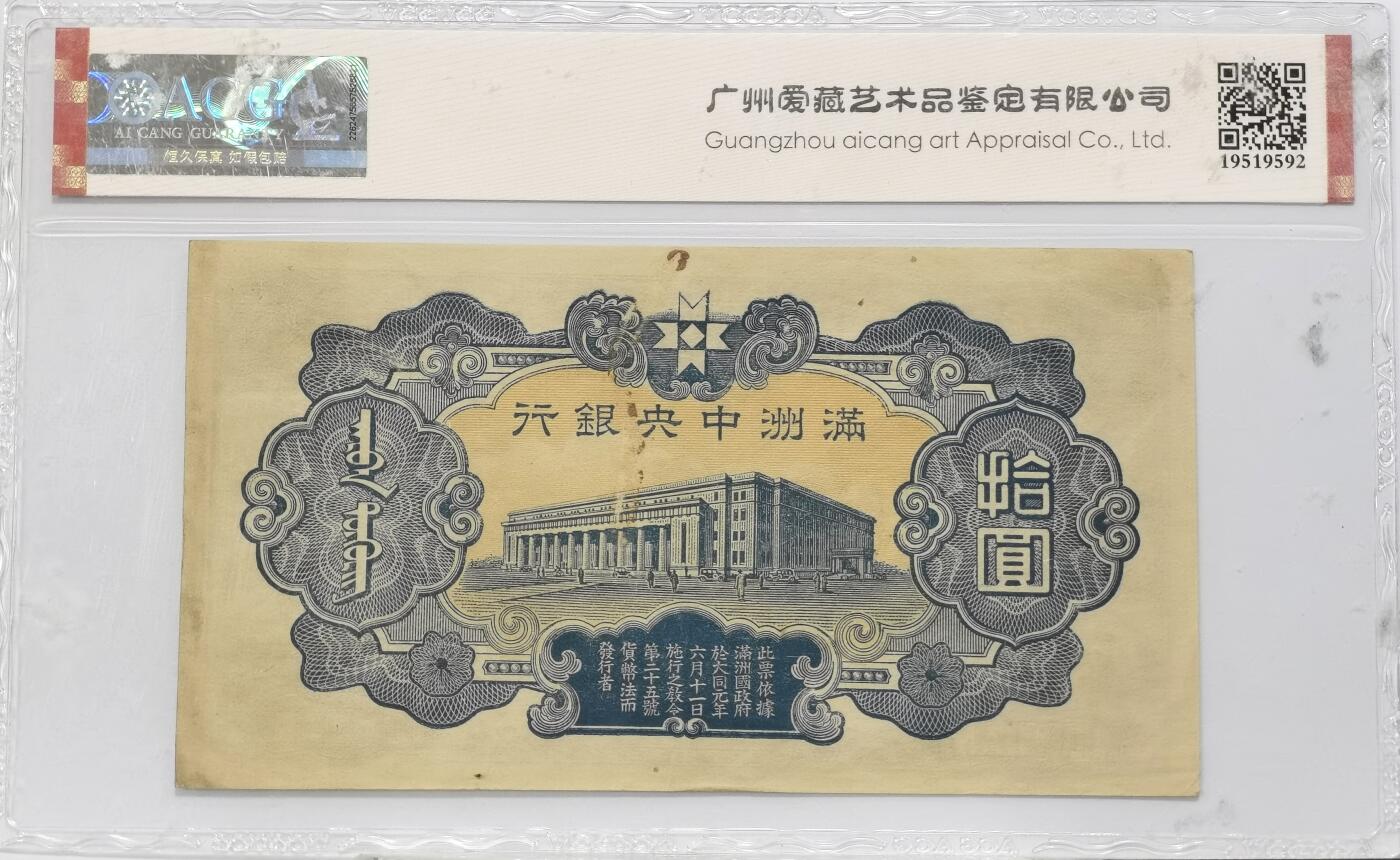 ACG
AI CANG GUARANTY
恒久保真 如假包赔
广州爱藏艺术品鉴定有限公司
Guangzhou aicang art Appraisal Co., Ltd.
19519592
滿洲中央銀行
拾圓
此票依據
滿洲國政府
於大同元年
六月十一日
施行之敎令
第二十五號
貨幣法而
發行者